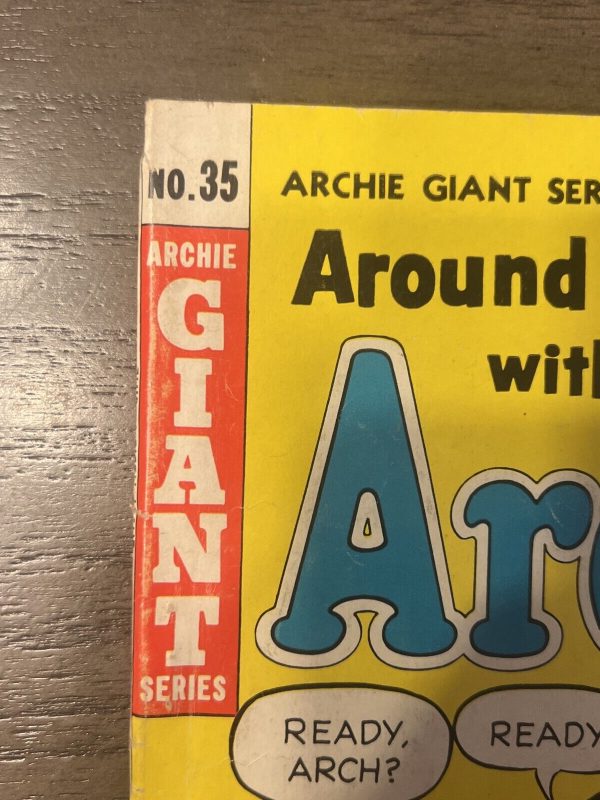 NO.35
ARCHIE
GIANT
SERIES
ARCHIE GIANT SER
Around
with
Ar
READY,
ARCH?
READY